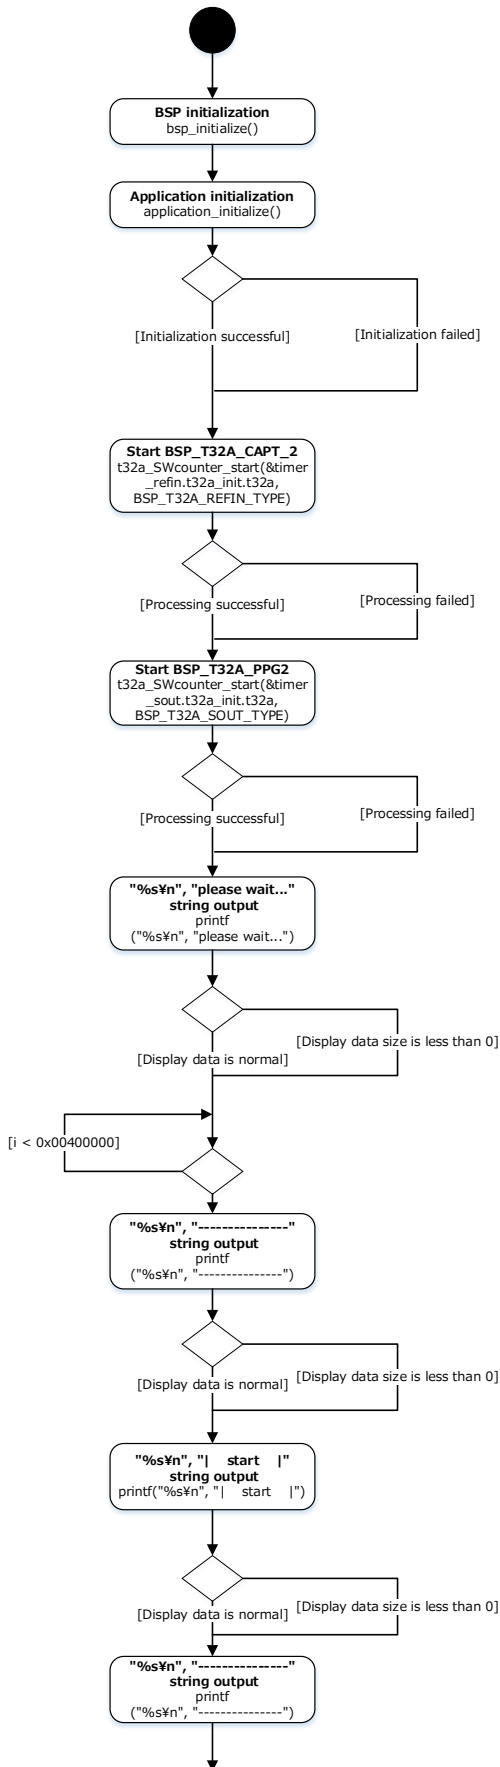 BSP initialization
bsp_initialize()
Application initialization
application_initialize()
[Initialization successful]
[Initialization failed]
Start BSP_T32A_CAPT_2
t32a_SWcounter_start(&timer
_refin.t32a_init.t32a,
BSP_T32A_REFIN_TYPE)
[Processing successful]
[Processing failed]
Start BSP_T32A_PPG2
t32a_SWcounter_start(&timer
_sout.t32a_init.t32a,
BSP_T32A_SOUT_TYPE)
[Processing successful]
[Processing failed]
"%s¥n", "please wait..."
string output
printf
("%s¥n", "please wait...")
[Display data is normal]
[Display data size is less than 0]
[i < 0x00400000]
"%s¥n", "---------------"
string output
printf
("%s¥n", "---------------")
[Display data is normal]
[Display data size is less than 0]
"%s¥n", "|    start    |"
string output
printf("%s¥n", "|    start    |")
[Display data is normal]
[Display data size is less than 0]
"%s¥n", "---------------"
string output
printf
("%s¥n", "---------------")